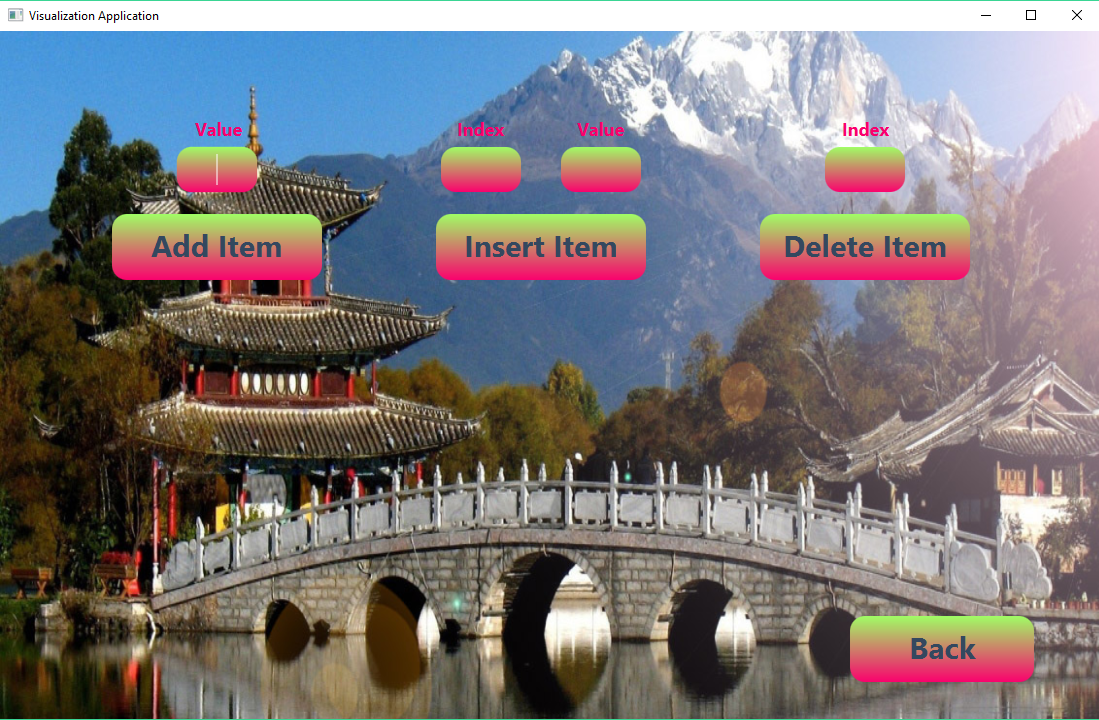 Visualization Application
Value
Index
Value
Index
Add Item
Insert Item
Delete Item
Back